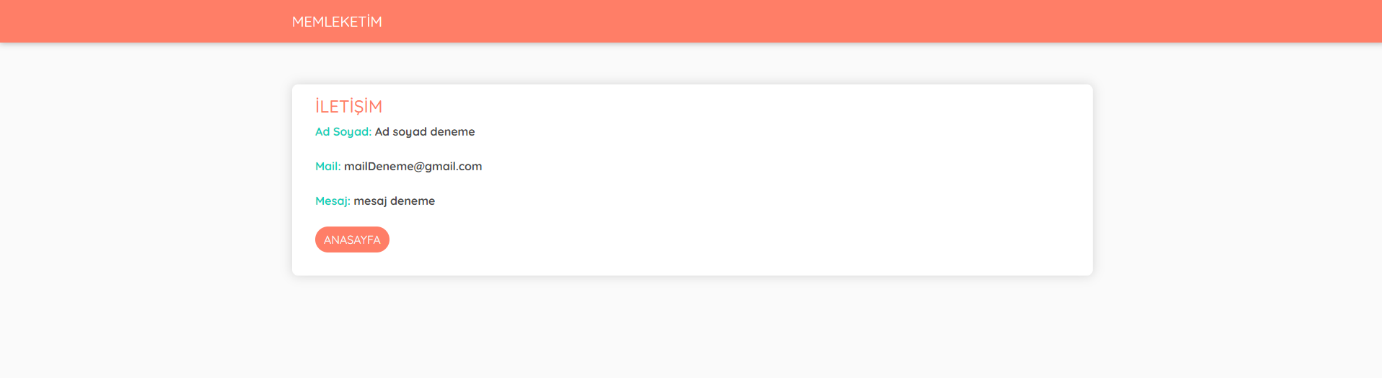 MEMLEKETİM
İLETİŞİM
Ad Soyad: Ad soyad deneme
Mail: mailDeneme@gmail.com
Mesaj: mesaj deneme
ANASAYFA